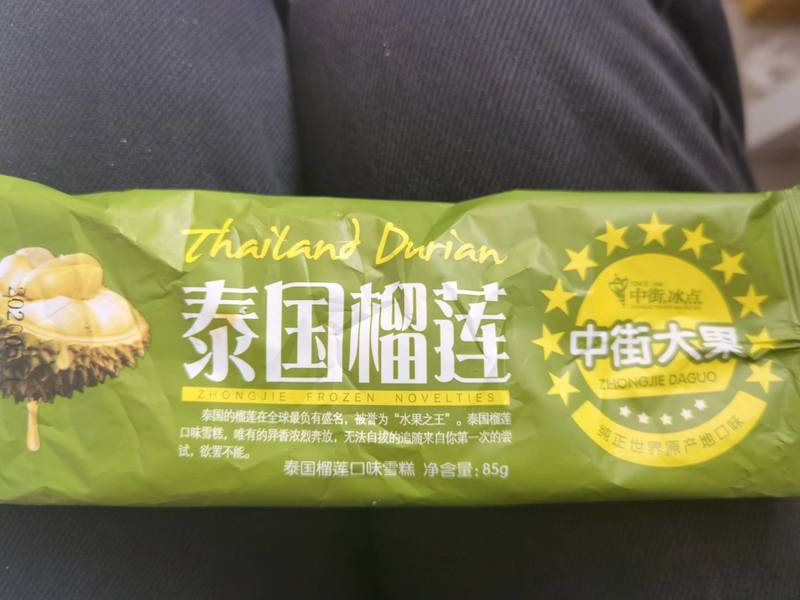 Thailand Durian
泰国榴莲
ZHONGJIE FROZEN NOVELTIES
泰国的榴莲在全球最负有盛名，被誉为“水果之王”。泰国榴莲
口味雪糕，唯有的异香浓烈奔放，无法自拔的追随来自你第一次的尝
试，欲罢不能。
泰国榴莲口味雪糕 净含量: 85g
中街冰点
中街大果
ZHONGJIE DAGUO
纯正世界原产地口味